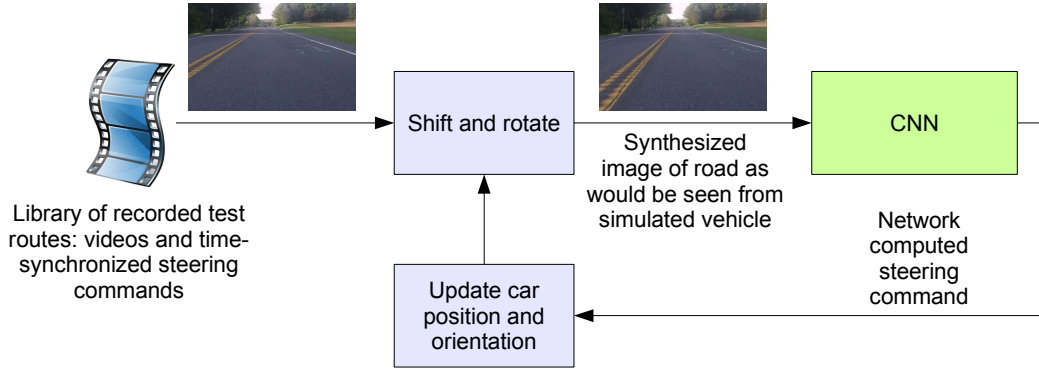 Shift and rotate
CNN
Synthesized
image of road as
would be seen from
simulated vehicle
Library of recorded test
routes: videos and time-
synchronized steering
commands
Network
computed
steering
command
Update car
position and
orientation